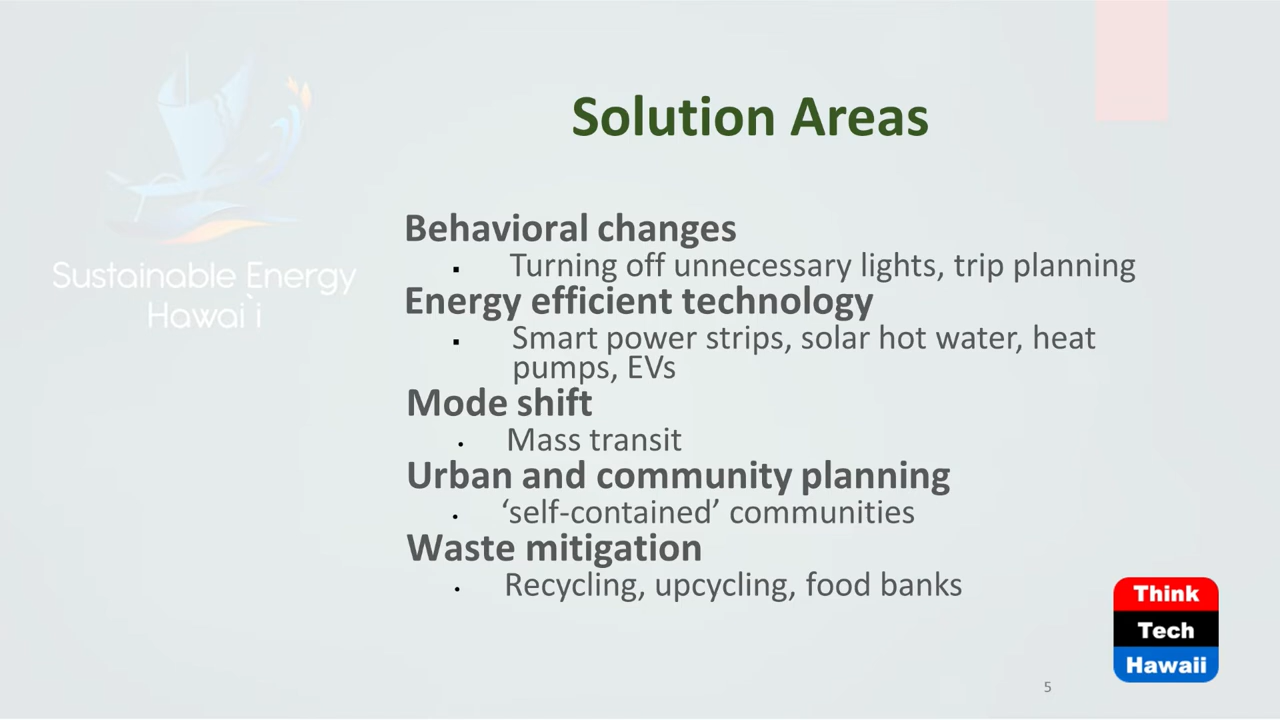 Solution Areas
Sustainable Energy
Hawai`i
Behavioral changes
▪ Turning off unnecessary lights, trip planning
Energy efficient technology
▪ Smart power strips, solar hot water, heat
pumps, EVs
Mode shift
• Mass transit
Urban and community planning
• ‘self-contained’ communities
Waste mitigation
• Recycling, upcycling, food banks
Think
Tech
Hawaii
5